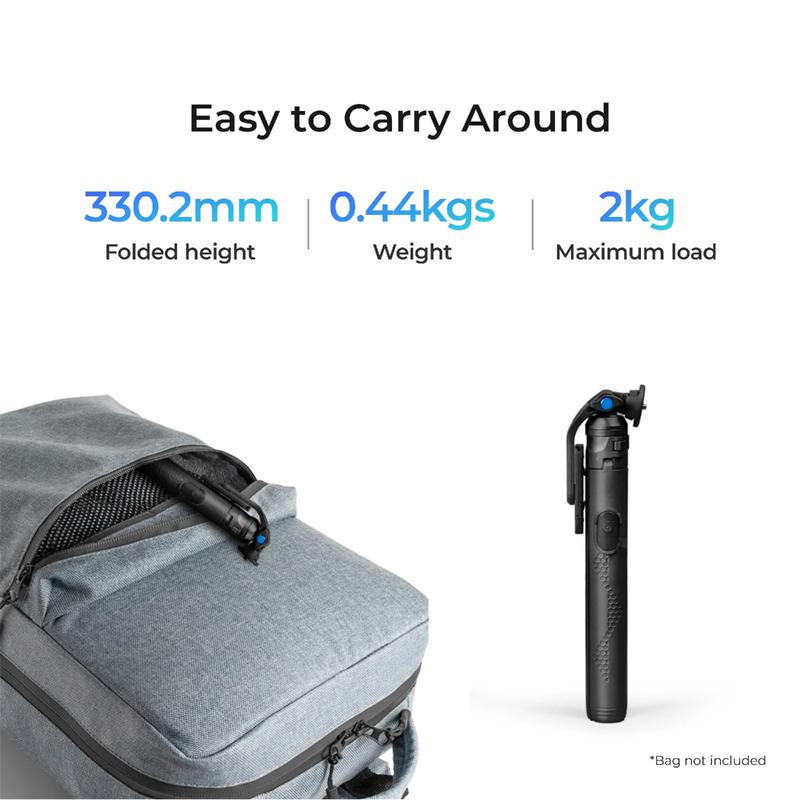 Easy to Carry Around
330.2mm
Folded height
0.44kgs
Weight
2kg
Maximum load
*Bag not included